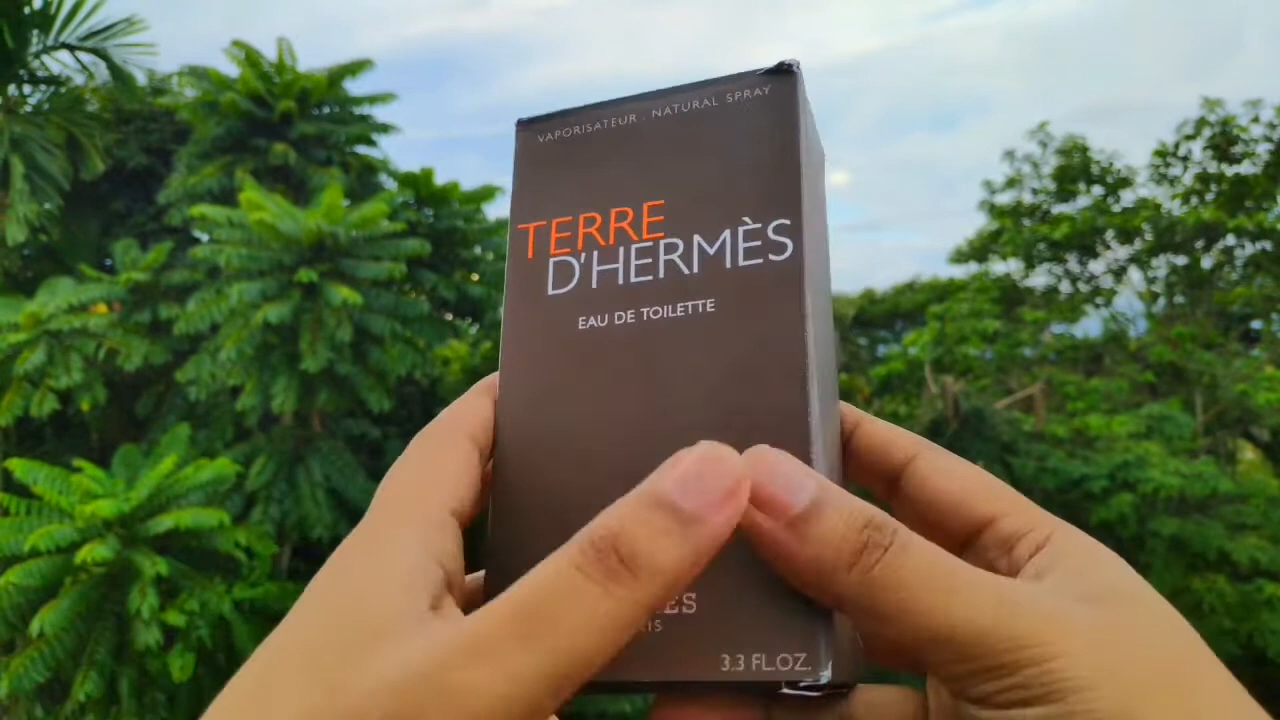 VAPORISATEUR . NATURAL SPRAY
TERRE
D'HERMÈS
EAU DE TOILETTE
3.3 FL.OZ.